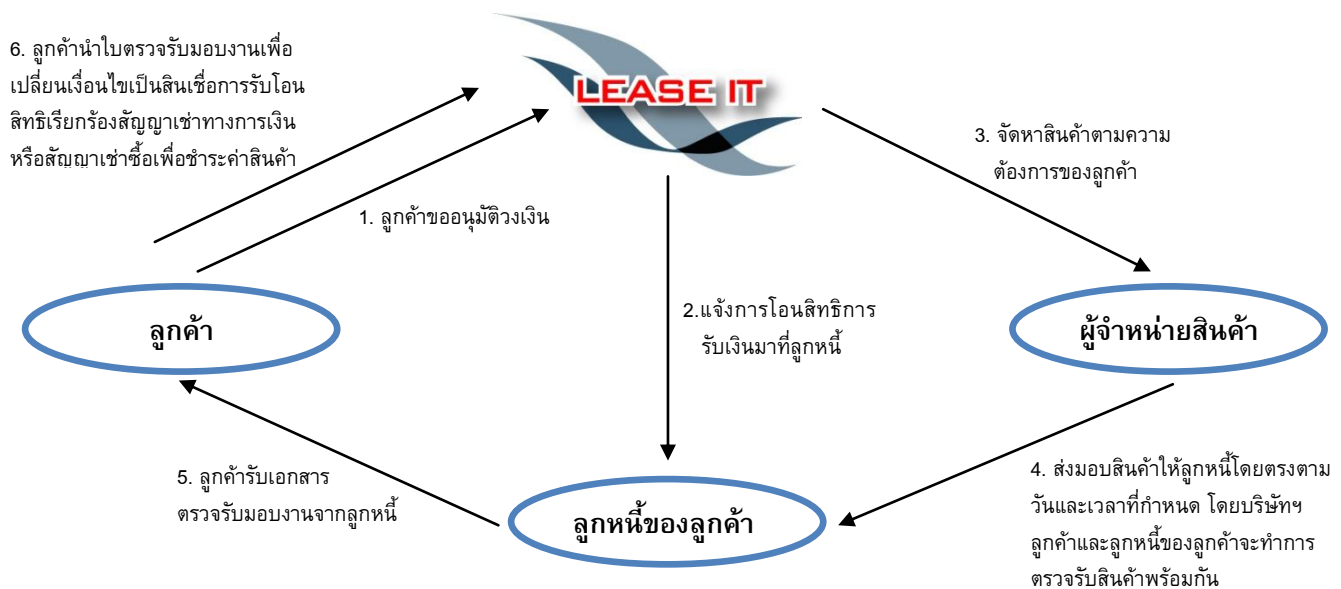 6. ลูกค้านำใบตรวจรับมอบงานเพื่อ
เปลี่ยนเงื่อนไขเป็นสินเชื่อการรับโอน
สิทธิเรียกร้องสัญญาเช่าทางการเงิน
หรือสัญญาเช่าซื้อเพื่อชำระค่าสินค้า
LEASE IT
3. จัดหาสินค้าตามความ
ต้องการของลูกค้า
1. ลูกค้าขออนุมัติวงเงิน
2.แจ้งการโอนสิทธิการ
รับเงินมาที่ลูกหนี้
ลูกค้า
ผู้จำหน่ายสินค้า
5. ลูกค้ารับเอกสาร
ตรวจรับมอบงานจากลูกหนี้
ลูกหนี้ของลูกค้า
4. ส่งมอบสินค้าให้ลูกหนี้โดยตรงตาม
วันและเวลาที่กำหนด โดยบริษัทฯ
ลูกค้าและลูกหนี้ของลูกค้าจะทำการ
ตรวจรับสินค้าพร้อมกัน